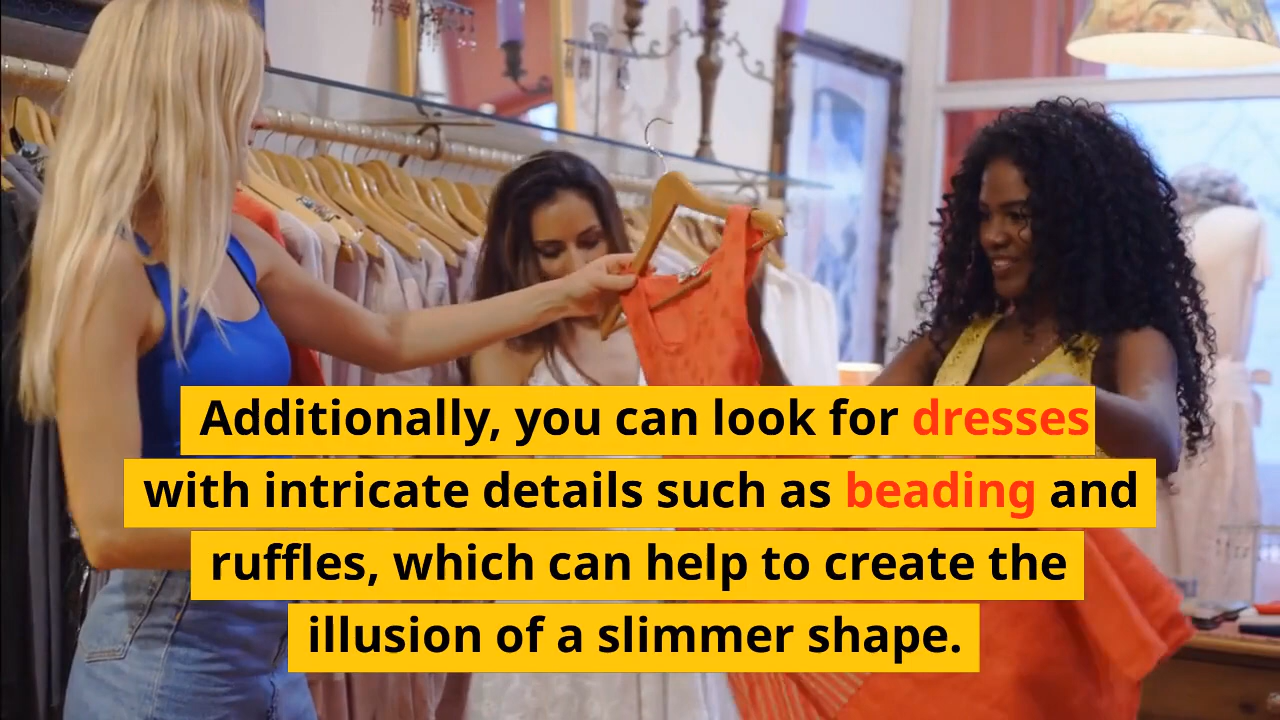 Additionally, you can look for dresses
with intricate details such as beading and
ruffles, which can help to create the
illusion of a slimmer shape.